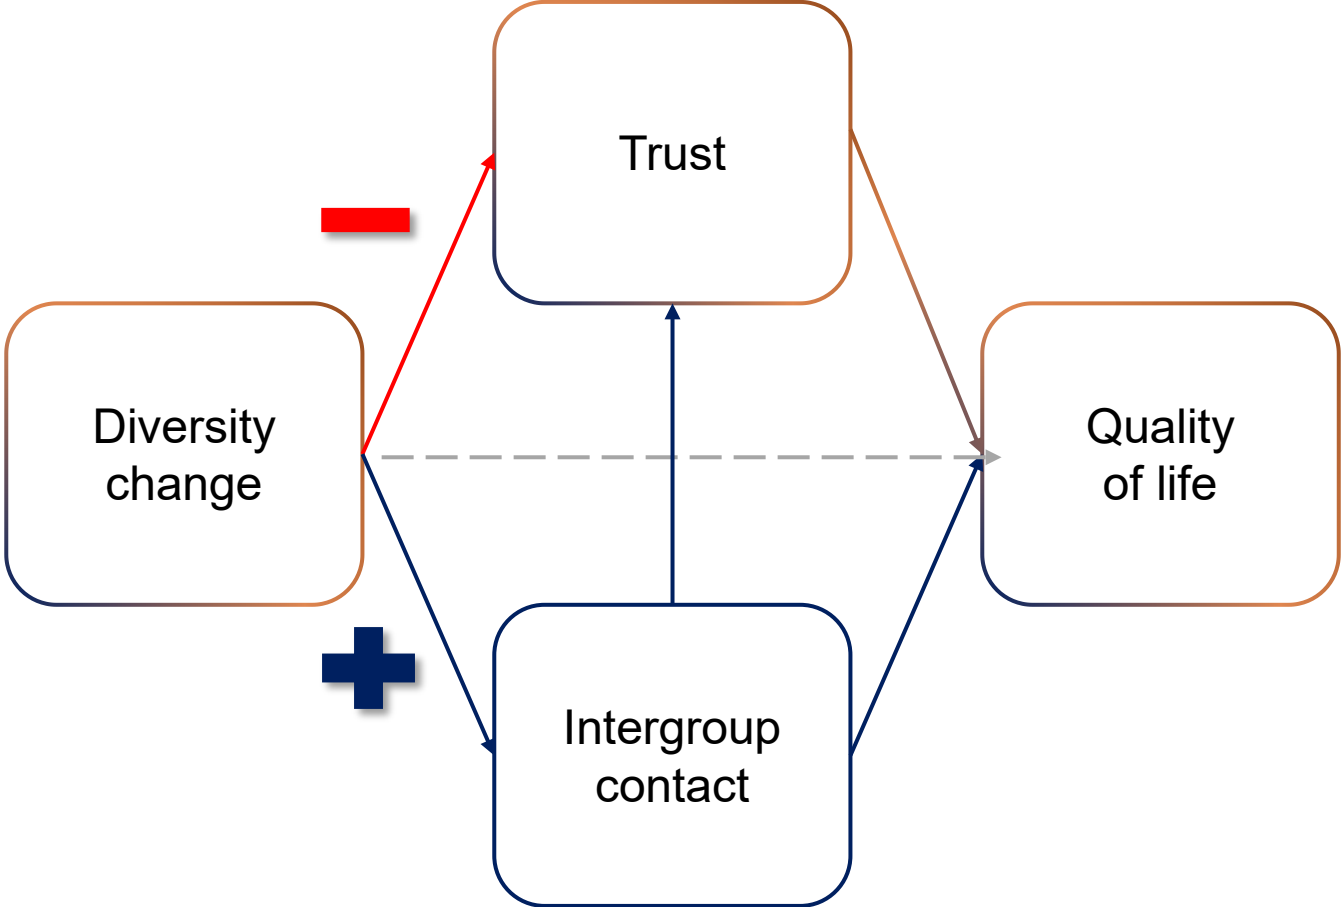 Trust
Diversity
change
Quality
of life
Intergroup
contact